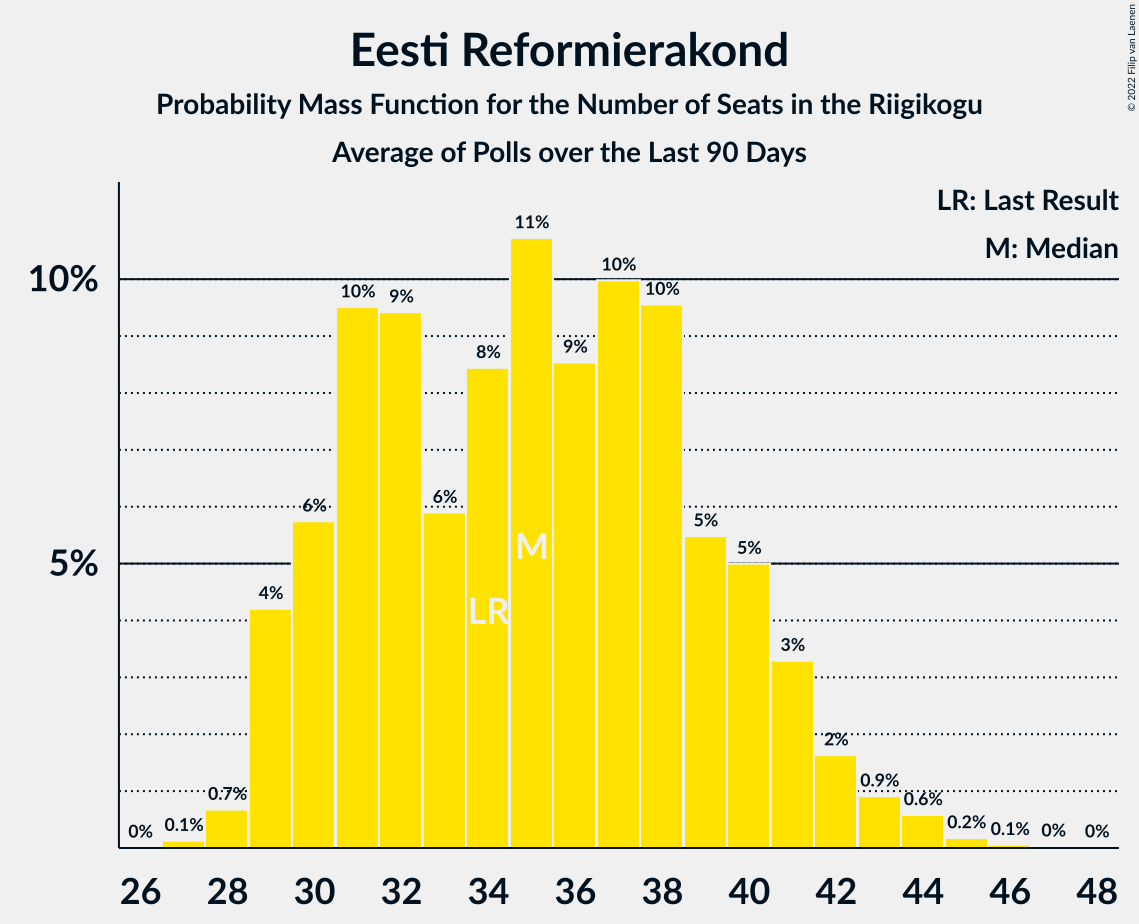 Eesti Reformierakond
Probability Mass Function for the Number of Seats in the Riigikogu
Average of Polls over the Last 90 Days
© 2022 Filip van Laenen
LR: Last Result
M: Median
10%
5%
0%
0.1%
0.7%
4%
6%
10%
9%
6%
8%
11%
9%
10%
10%
5%
5%
3%
2%
0.9%
0.6%
0.2%
0.1%
0%
0%
M
LR
26 28 30 32 34 36 38 40 42 44 46 48